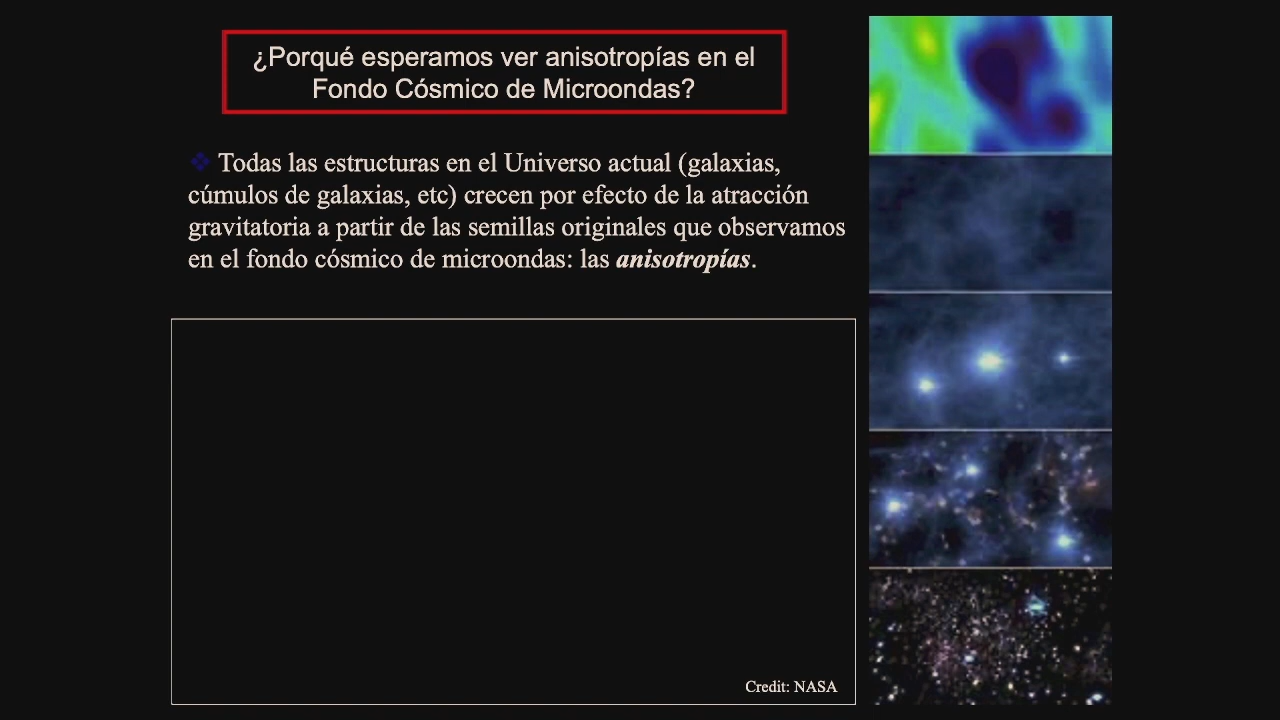 ¿Porqué esperamos ver anisotropías en el
Fondo Cósmico de Microondas?
Todas las estructuras en el Universo actual (galaxias,
cúmulos de galaxias, etc) crecen por efecto de la atracción
gravitatoria a partir de las semillas originales que observamos
en el fondo cósmico de microondas: las anisotropías.
Credit: NASA